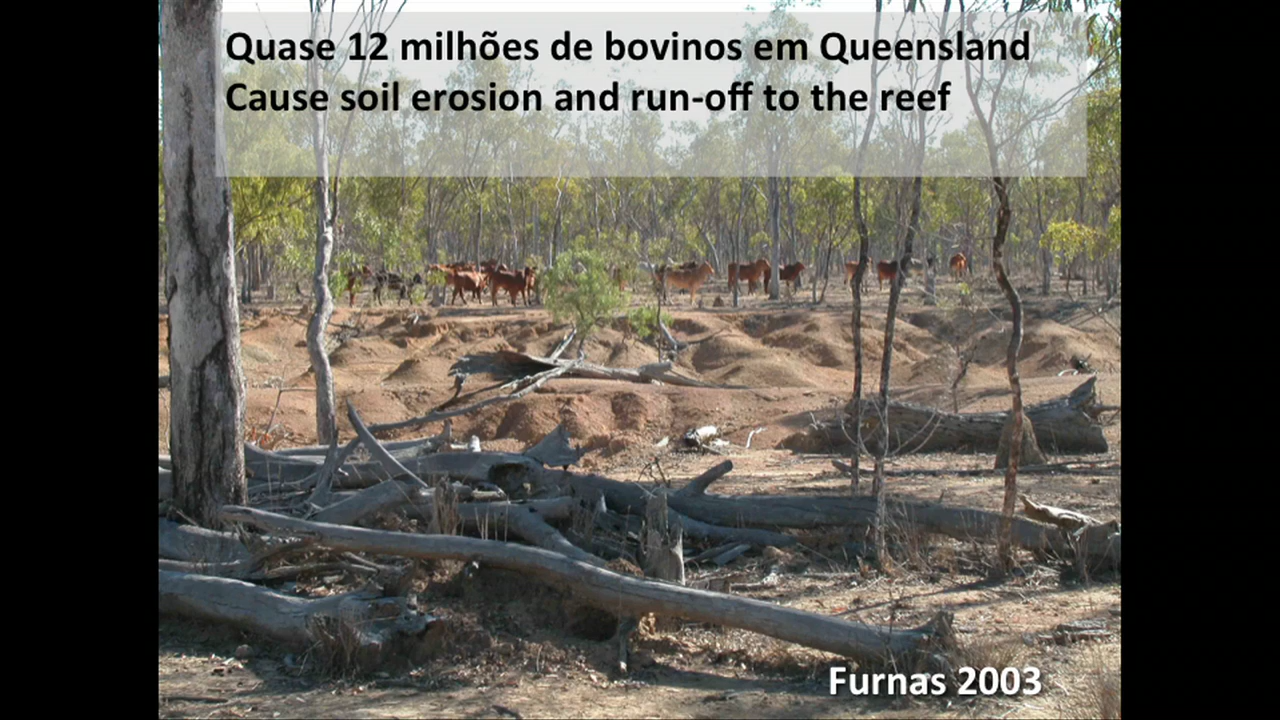 Quase 12 milhões de bovinos em Queensland
Cause soil erosion and run-off to the reef
Furnas 2003